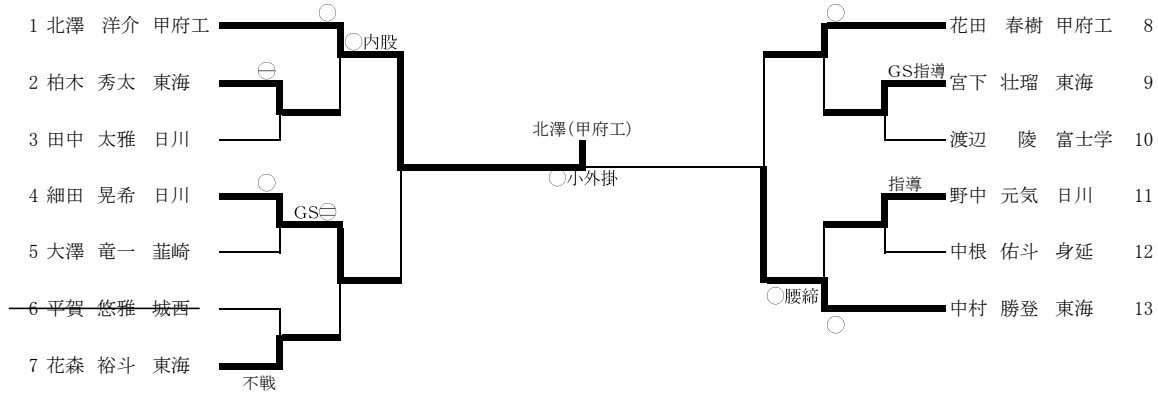 1 北澤 洋介 甲府工
○
○内股
2 柏木 秀太 東海
3 田中 太雅 日川
4 細田 晃希 日川
○
GS㊀
5 大澤 竜一 韮崎
6 平賀 悠雅 城西
7 花森 裕斗 東海
不戦
北澤(甲府工)
○小外掛
○
花田 春樹 甲府工 8
GS指導
宮下 壮瑠 東海 9
渡辺 陵 富士学 10
指導
野中 元気 日川 11
中根 佑斗 身延 12
○腰締
中村 勝登 東海 13
○